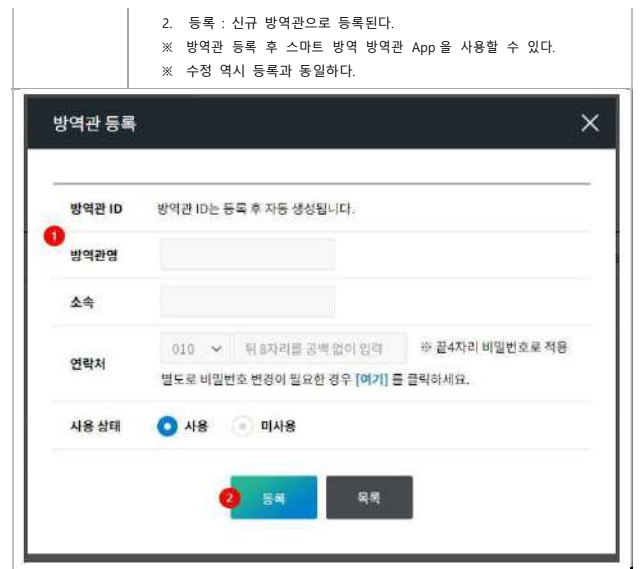 2. 등록 : 신규 방역관으로 등록된다.
※ 방역관 등록 후 스마트 방역 방역관 App을 사용할 수 있다.
※ 수정 역시 등록과 동일하다.
방역관 등록
방역관 ID 방역관 ID는 등록 후 자동 생성됩니다.
1
방역관명
소속
010 뒤 8자리를 공백 없이 입력 ※ 끝4자리 비밀번호로 적용
연락처
별도로 비밀번호 변경이 필요한 경우 [여기] 를 클릭하세요.
사용 상태 사용 미사용
2 등록 목록